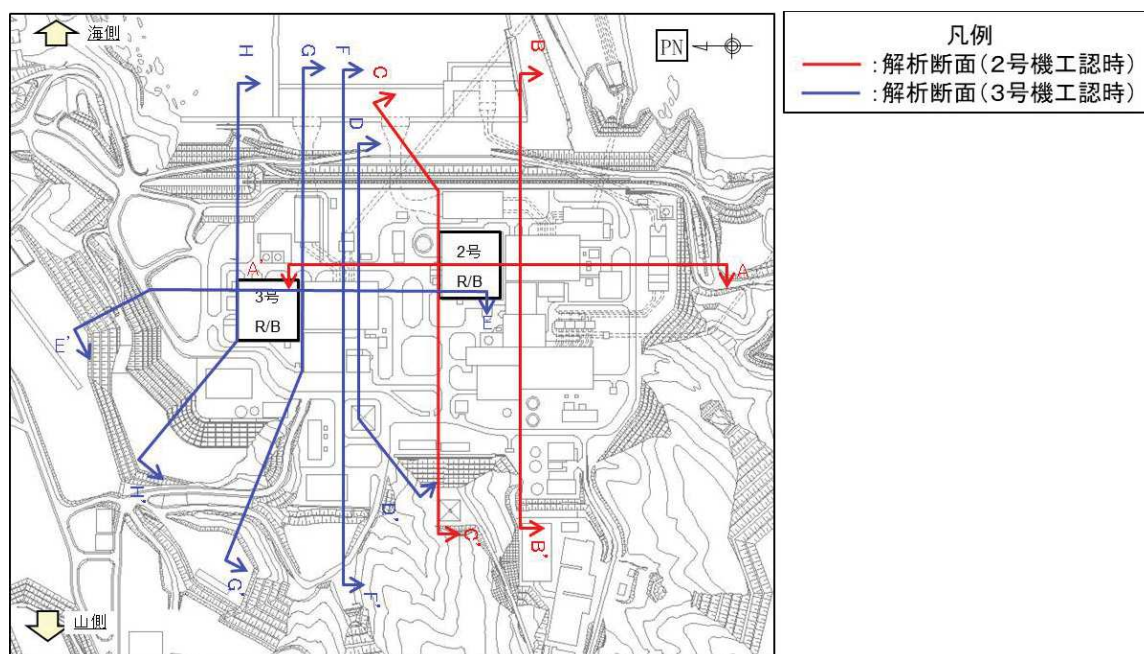 海側
H
G
F
C
B
PN
D
2号
R/B
A'
A
3号
R/B
E
E'
H'
D'
C'
B'
G'
F'
山側
凡例
:解析断面(2号機工認時)
:解析断面(3号機工認時)